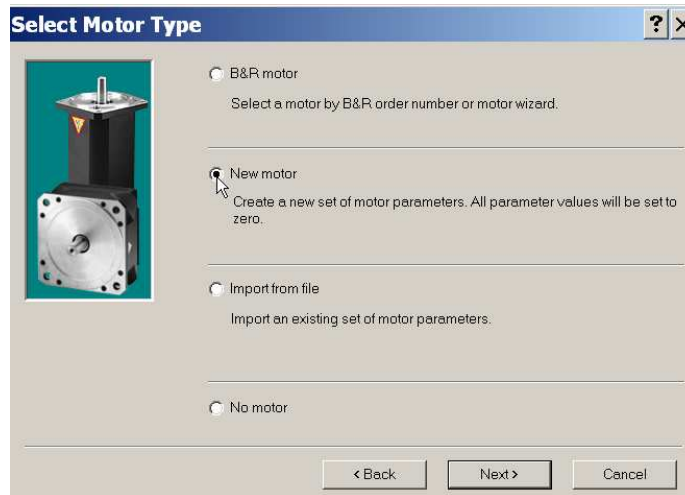 Select Motor Type
B&R motor
Select a motor by B&R order number or motor wizard.
New motor
Create a new set of motor parameters. All parameter values will be set to
zero.
Import from file
Import an existing set of motor parameters.
No motor
< Back Next > Cancel